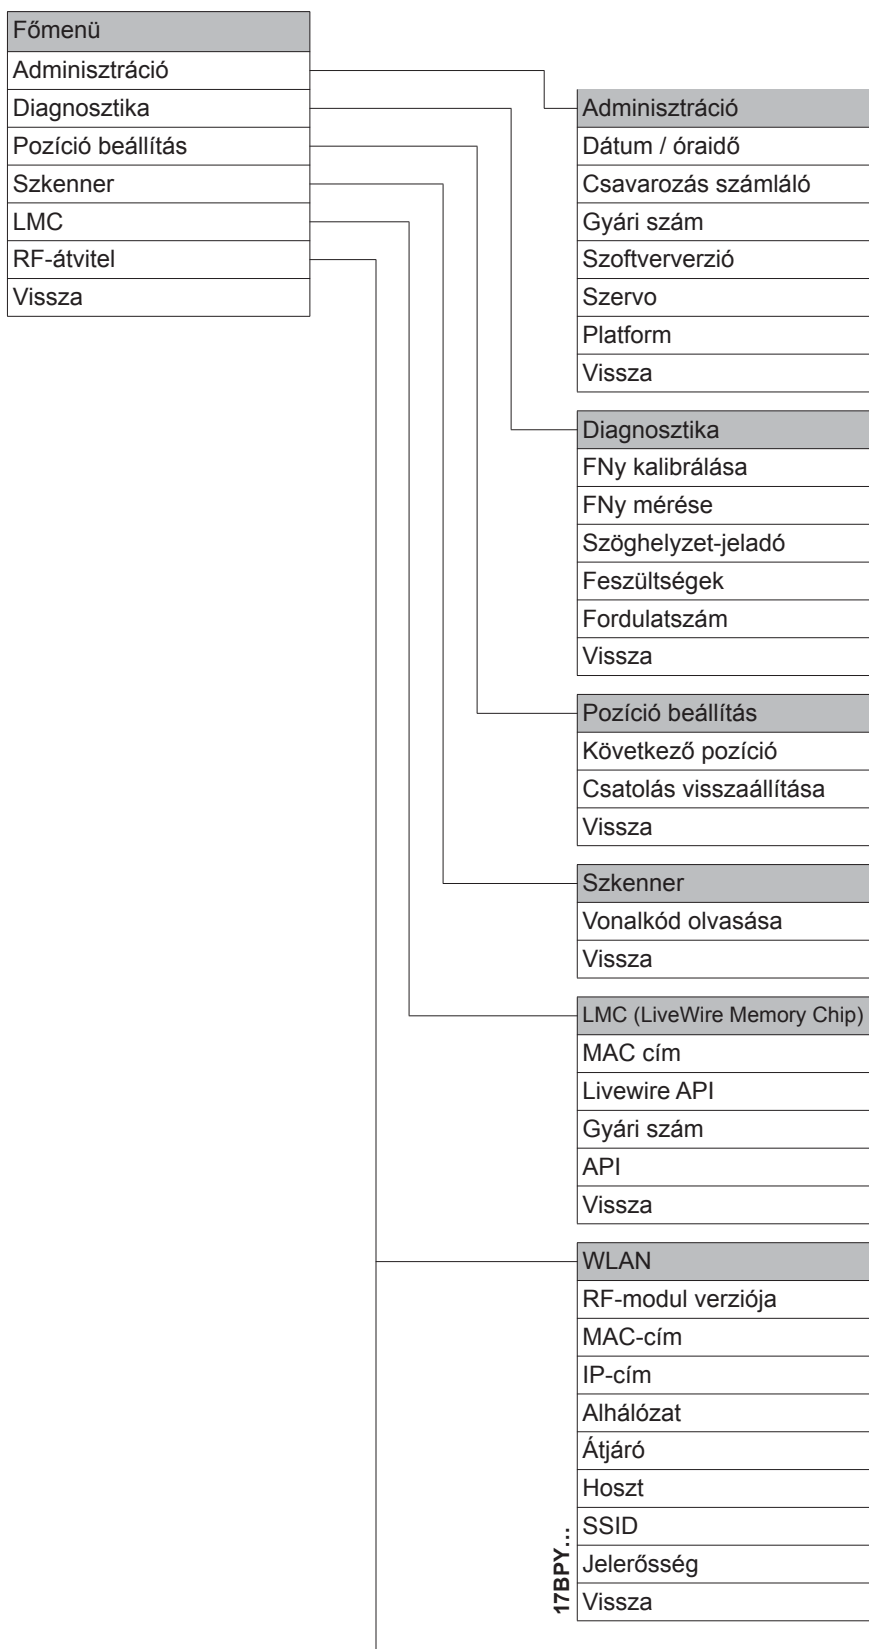 Főmenü
Adminisztráció
Diagnosztika
Pozíció beállítás
Szkenner
LMC
RF-átvitel
Vissza
Adminisztráció
Dátum / óraidő
Csavarozás számláló
Gyári szám
Szoftververzió
Szervo
Platform
Vissza
Diagnosztika
FNy kalibrálása
FNy mérése
Szöghelyzet-jeladó
Feszültségek
Fordulatszám
Vissza
Pozíció beállítás
Következő pozíció
Csatolás visszaállítása
Vissza
Szkenner
Vonalkód olvasása
Vissza
LMC (LiveWire Memory Chip)
MAC cím
Livewire API
Gyári szám
API
Vissza
WLAN
RF-modul verziója
MAC-cím
IP-cím
Alhálózat
Átjáró
Hoszt
SSID
Jelerősség
Vissza
17BPY...